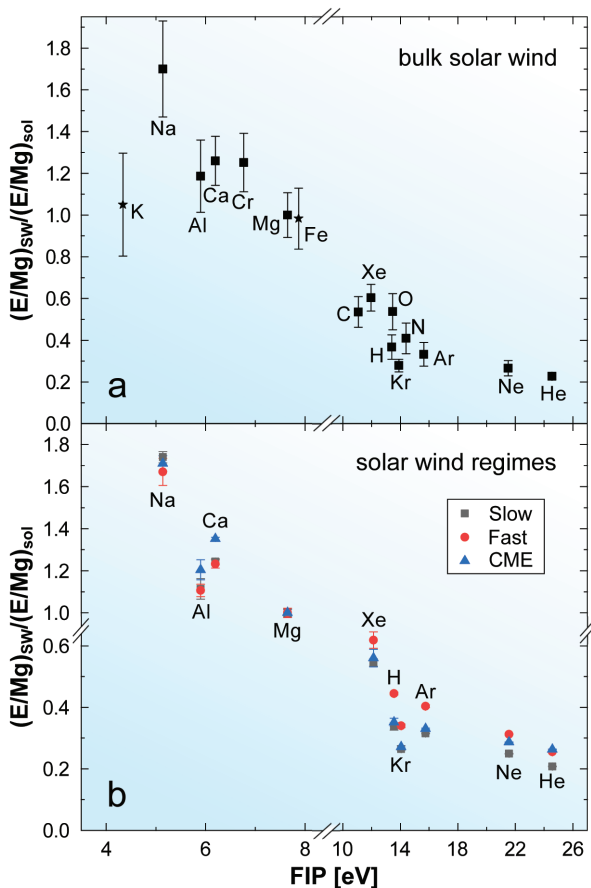 bulk solar wind
(E/Mg)SW/(E/Mg)sol
1.8
1.6
1.4
1.2
1.0
0.8
0.6
0.4
0.2
0.0
Na
K
Al
Ca
Cr
Mg
Fe
Xe
C
O
N
H
Kr
Ar
Ne
He
a
solar wind regimes
(E/Mg)SW/(E/Mg)sol
1.8
1.6
1.4
1.2
1.0
0.6
0.4
0.2
0.0
Slow
Fast
CME
Na
Ca
Al
Mg
Xe
H
Ar
Kr
Ne
He
b
4 6 8 10 14 18 22 26
FIP [eV]